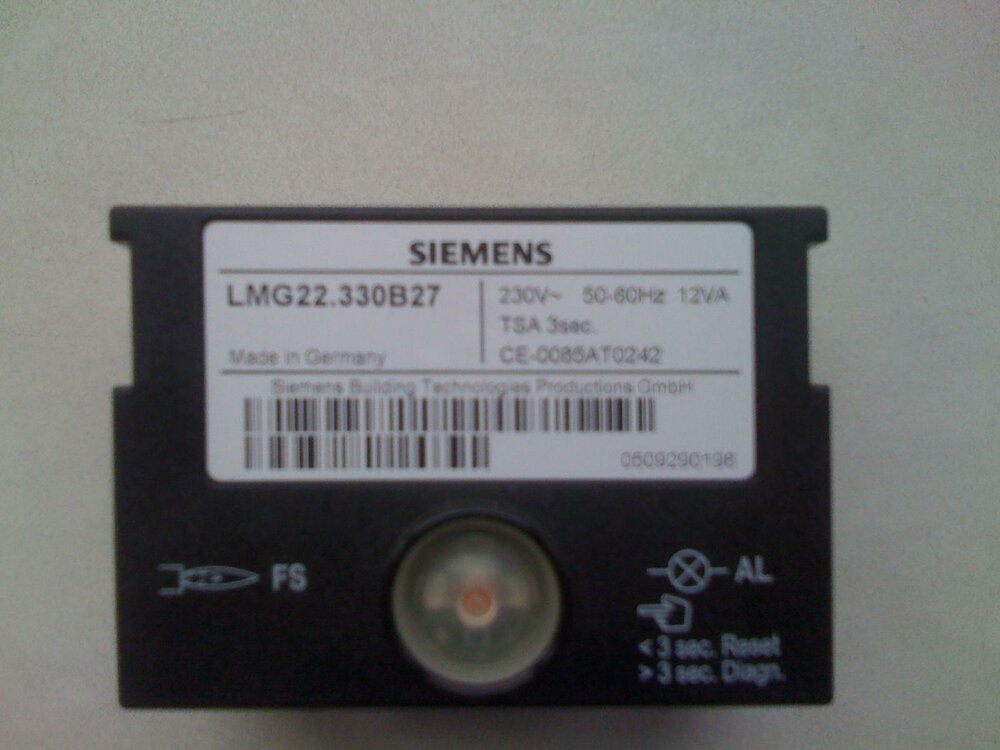 SIEMENS
LMG22.330B27
230V~ 50-60Hz 12VA
TSA 3sec.
Made in Germany
CE-0085AT0242
Siemens Building Technologies Productions GmbH
0509290196
FS
AL
< 3 sec. Reset
> 3 sec. Diagn.